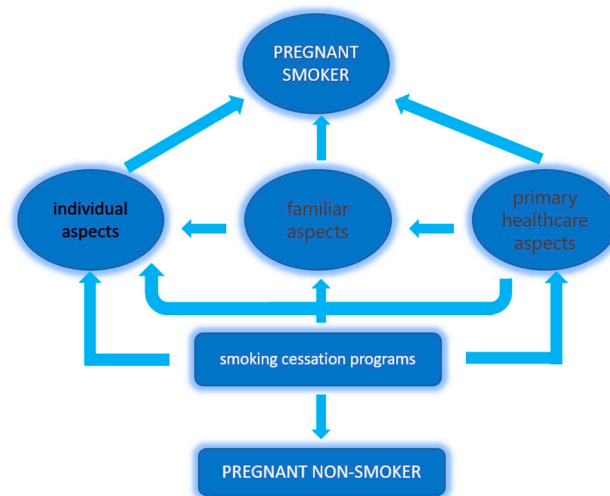 PREGNANT
SMOKER
individual
aspects
familiar
aspects
primary
healthcare
aspects
smoking cessation programs
PREGNANT NON-SMOKER